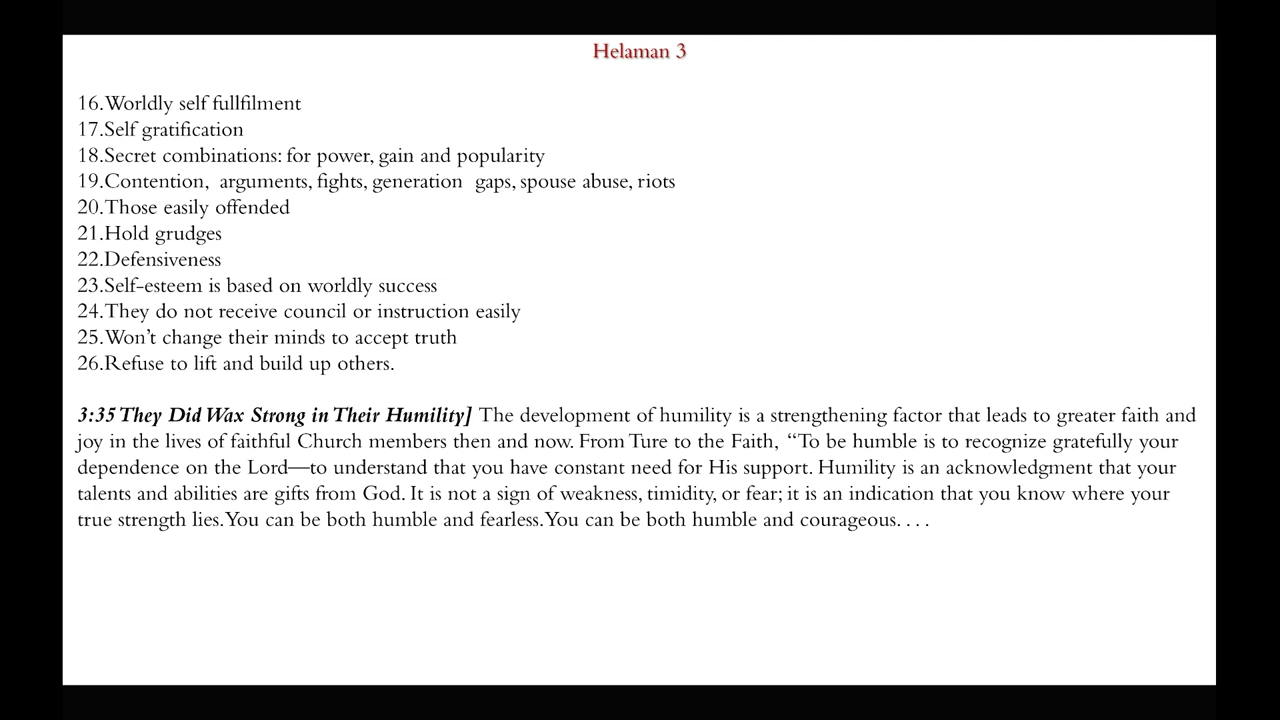 Helaman 3
16.Worldly self fullfilment
17.Self gratification
18.Secret combinations: for power, gain and popularity
19.Contention,  arguments, fights, generation  gaps, spouse abuse, riots
20.Those easily offended
21.Hold grudges
22.Defensiveness
23.Self-esteem is based on worldly success
24.They do not receive council or instruction easily
25.Won’t change their minds to accept truth
26.Refuse to lift and build up others.
3:35 They Did Wax Strong in Their Humility] The development of humility is a strengthening factor that leads to greater faith and
joy in the lives of faithful Church members then and now. From Ture to the Faith, “To be humble is to recognize gratefully your
dependence on the Lord—to understand that you have constant need for His support. Humility is an acknowledgment that your
talents and abilities are gifts from God. It is not a sign of weakness, timidity, or fear; it is an indication that you know where your
true strength lies. You can be both humble and fearless. You can be both humble and courageous. . . .